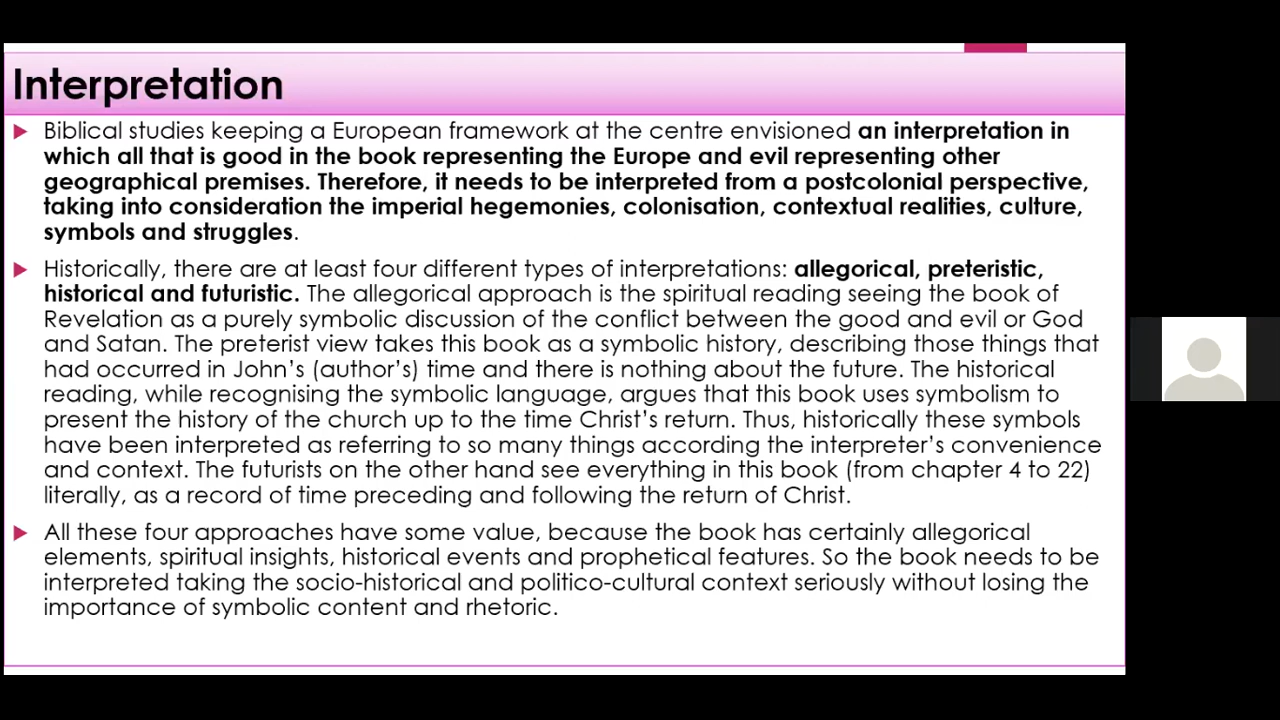 Interpretation
Biblical studies keeping a European framework at the centre envisioned an interpretation in
which all that is good in the book representing the Europe and evil representing other
geographical premises. Therefore, it needs to be interpreted from a postcolonial perspective,
taking into consideration the imperial hegemonies, colonisation, contextual realities, culture,
symbols and struggles.
Historically, there are at least four different types of interpretations: allegorical, preteristic,
historical and futuristic. The allegorical approach is the spiritual reading seeing the book of
Revelation as a purely symbolic discussion of the conflict between the good and evil or God
and Satan. The preterist view takes this book as a symbolic history, describing those things that
had occurred in John's (author's) time and there is nothing about the future. The historical
reading, while recognising the symbolic language, argues that this book uses symbolism to
present the history of the church up to the time Christ's return. Thus, historically these symbols
have been interpreted as referring to so many things according the interpreter's convenience
and context. The futurists on the other hand see everything in this book (from chapter 4 to 22)
literally, as a record of time preceding and following the return of Christ.
All these four approaches have some value, because the book has certainly allegorical
elements, spiritual insights, historical events and prophetical features. So the book needs to be
interpreted taking the socio-historical and politico-cultural context seriously without losing the
importance of symbolic content and rhetoric.